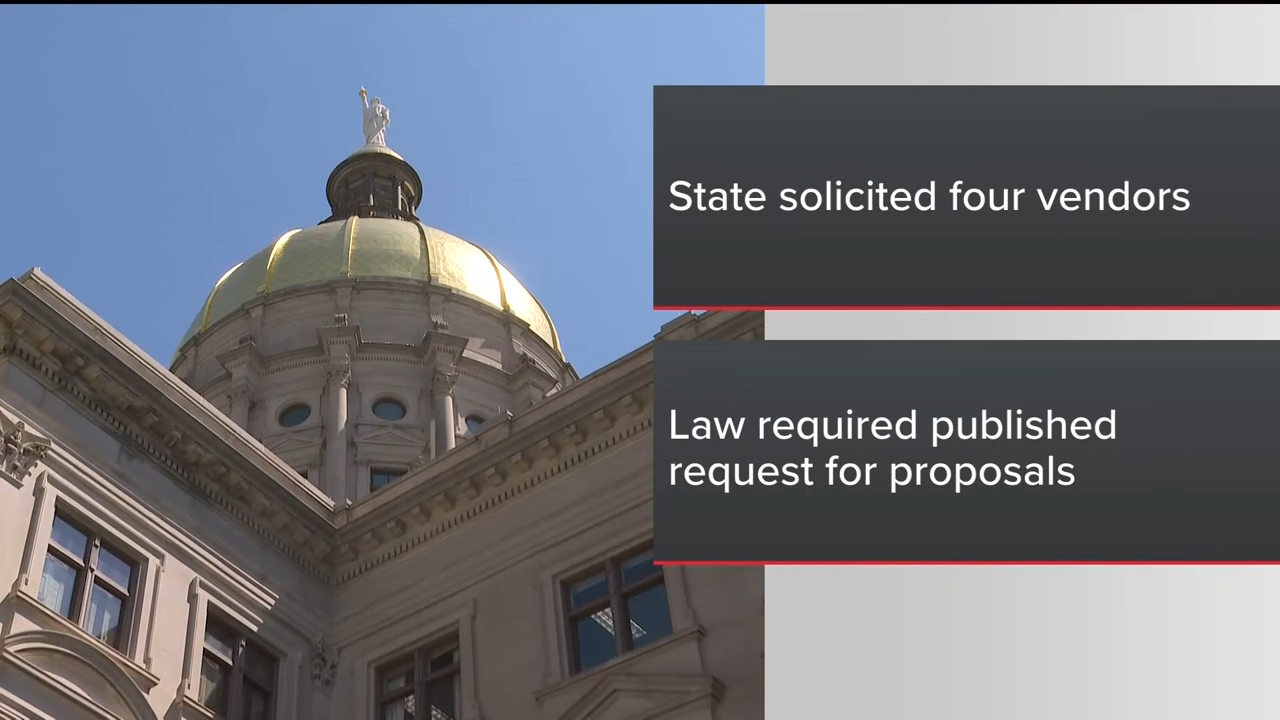 State solicited four vendors
Law required published
request for proposals